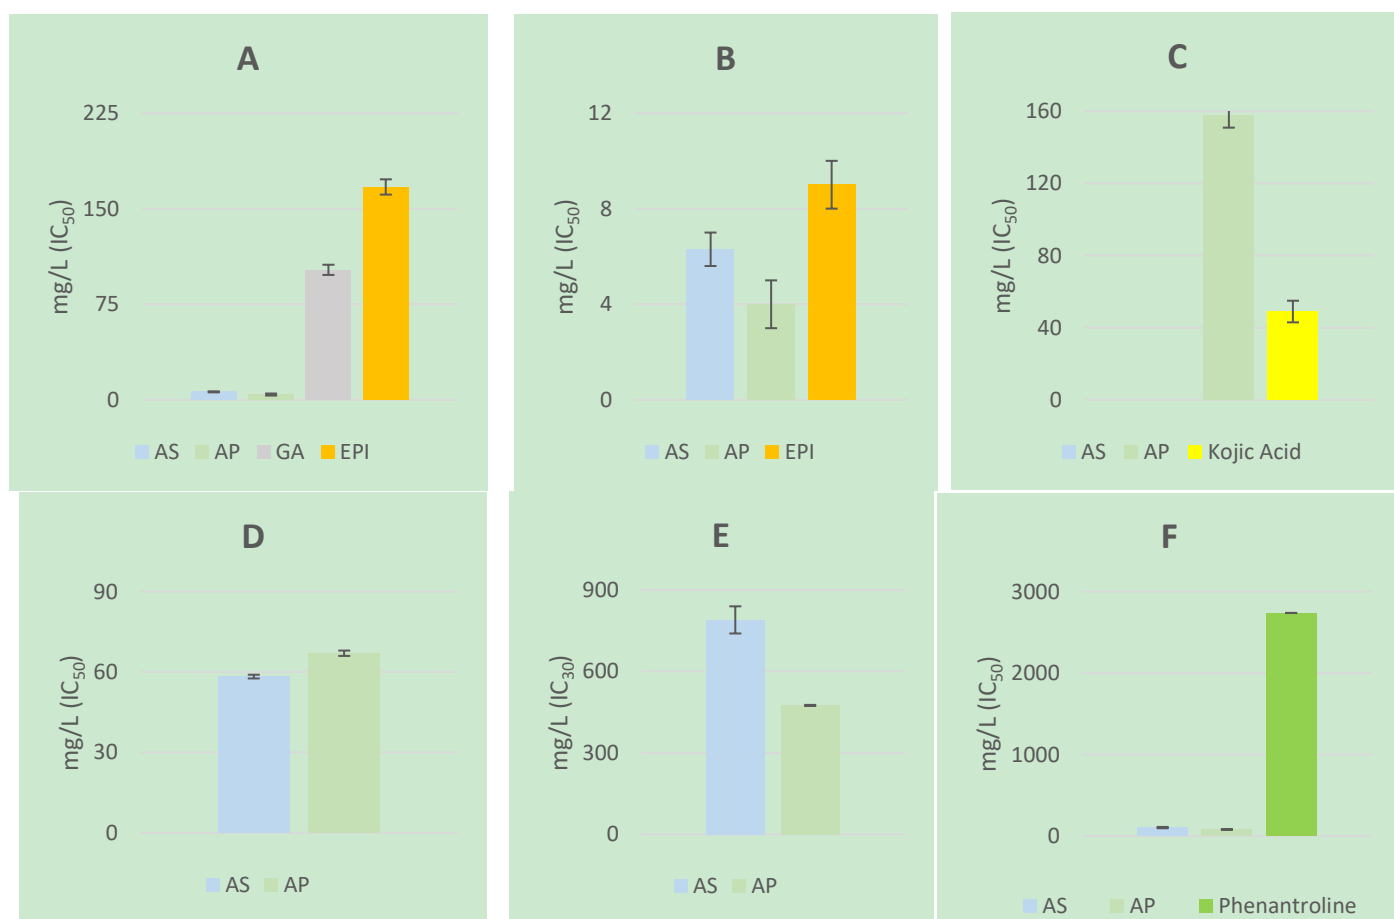 A
225
150
75
0
mg/L (IC50)
AS AP GA EPI
B
12
8
4
0
mg/L (IC50)
AS AP EPI
C
160
120
80
40
0
mg/L (IC50)
AS AP Kojic Acid
D
90
60
30
0
mg/L (IC50)
AS AP
E
900
600
300
0
mg/L (IC30)
AS AP
F
3000
2000
1000
0
mg/L (IC50)
AS AP Phenantroline